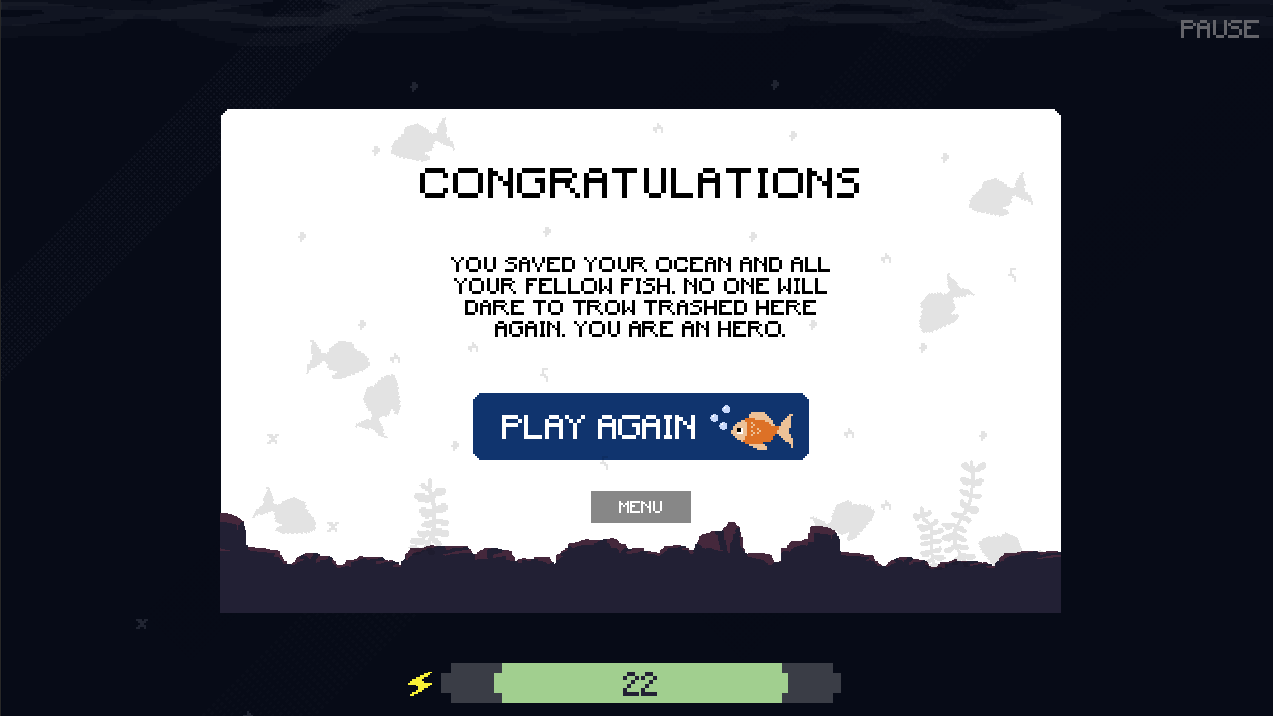 PAUSE
CONGRATULATIONS
YOU SAVED YOUR OCEAN AND ALL
YOUR FELLOW FISH. NO ONE WILL
DARE TO TROW TRASHED HERE
AGAIN. YOU ARE AN HERO.
PLAY AGAIN
MENU
22